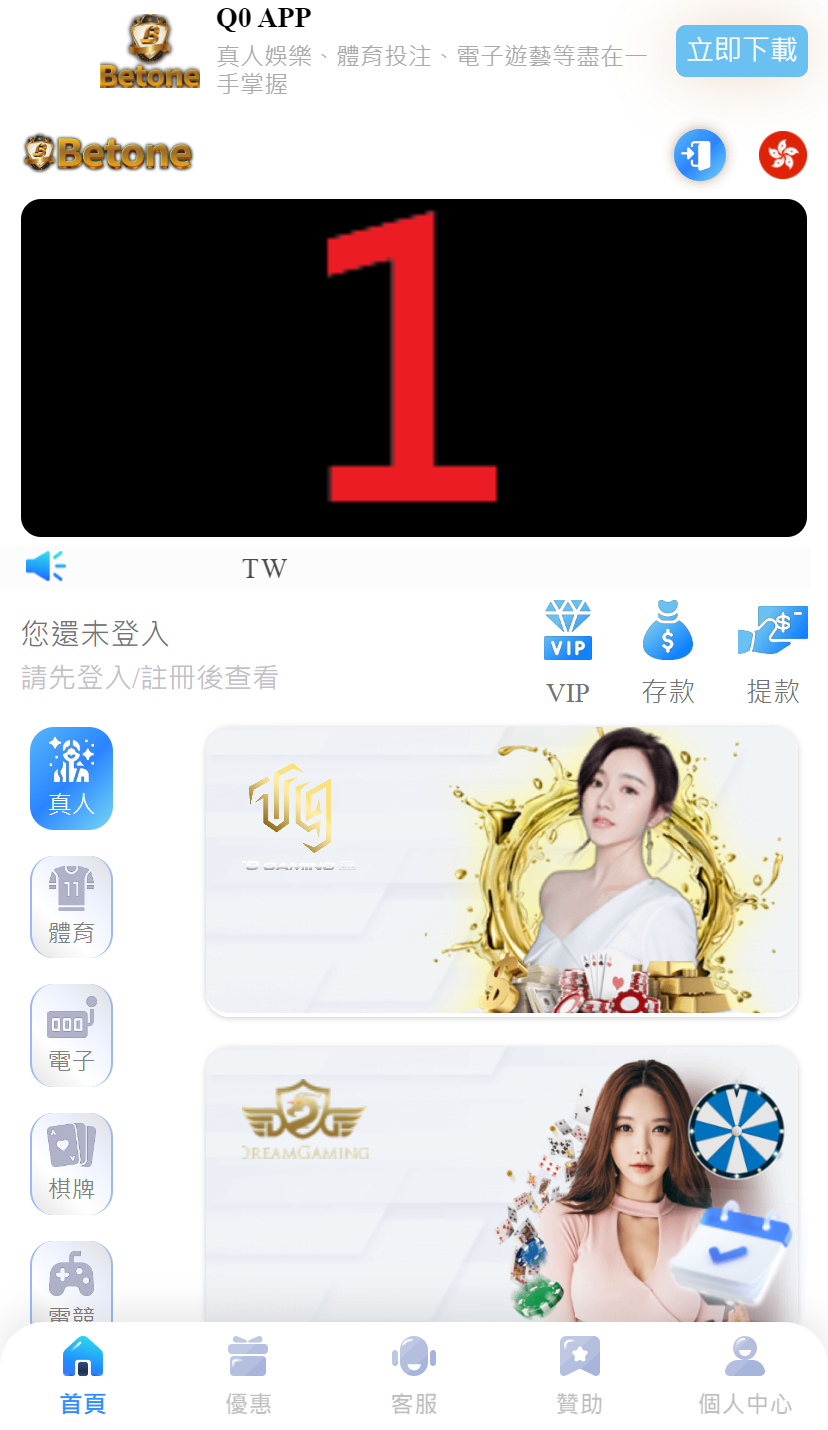 Q0 APP
真人娛樂、體育投注、電子遊藝等盡在一
手掌握
立即下載
Betone
Betone
1
TW
您還未登入
請先登入/註冊後查看
VIP
VIP
存款
提款
真人
11
體育
電子
棋牌
電競
DREAMGAMING
首頁
優惠
客服
贊助
個人中心